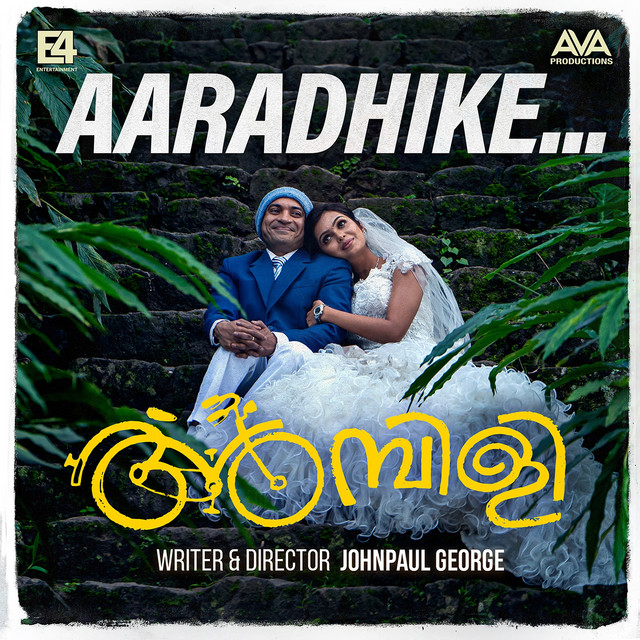 E4
ENTERTAINMENT
AVA
PRODUCTIONS
AARADHIKE...
അമ്പിളി
WRITER & DIRECTOR JOHNPAUL GEORGE